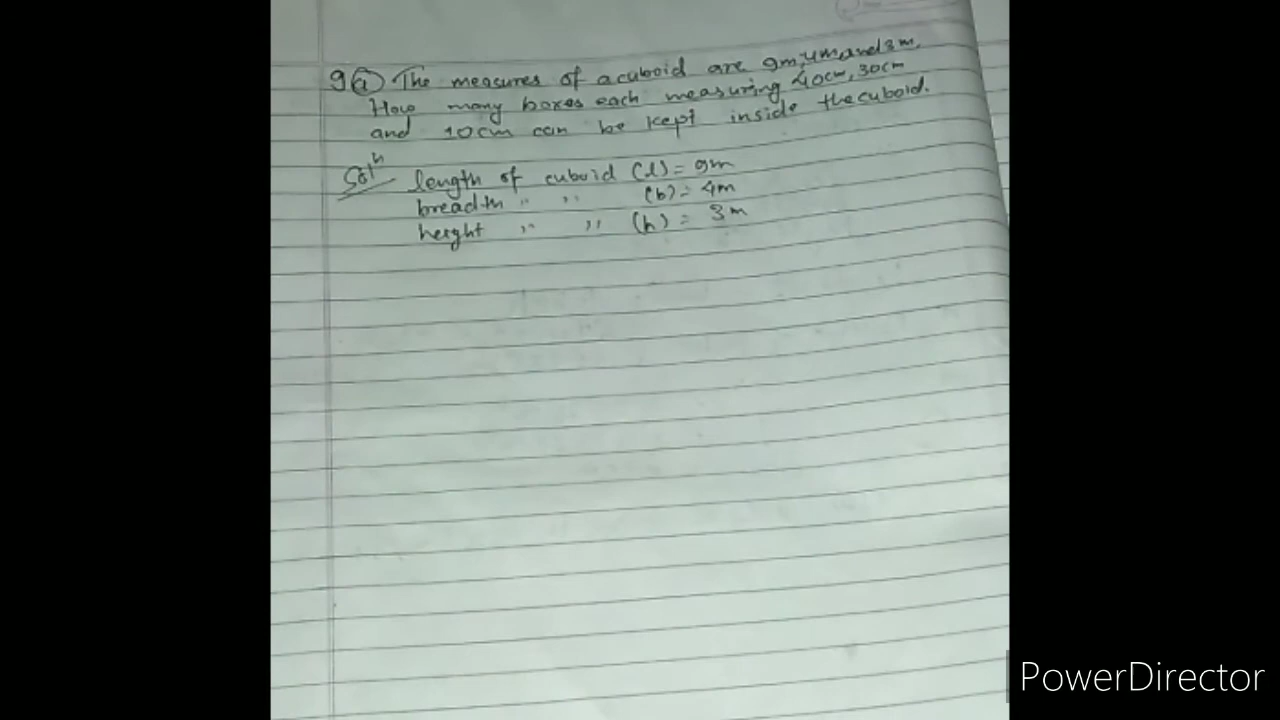 9(a) The measures of a cuboid are 9m, 4m, and 3m.
How many boxes each measuring 40cm, 30cm
and 10cm can be kept inside the cuboid.
Solⁿ
length of cuboid (l) = 9m
breadth " " (b) = 4m
height " " (h) = 3m
PowerDirector